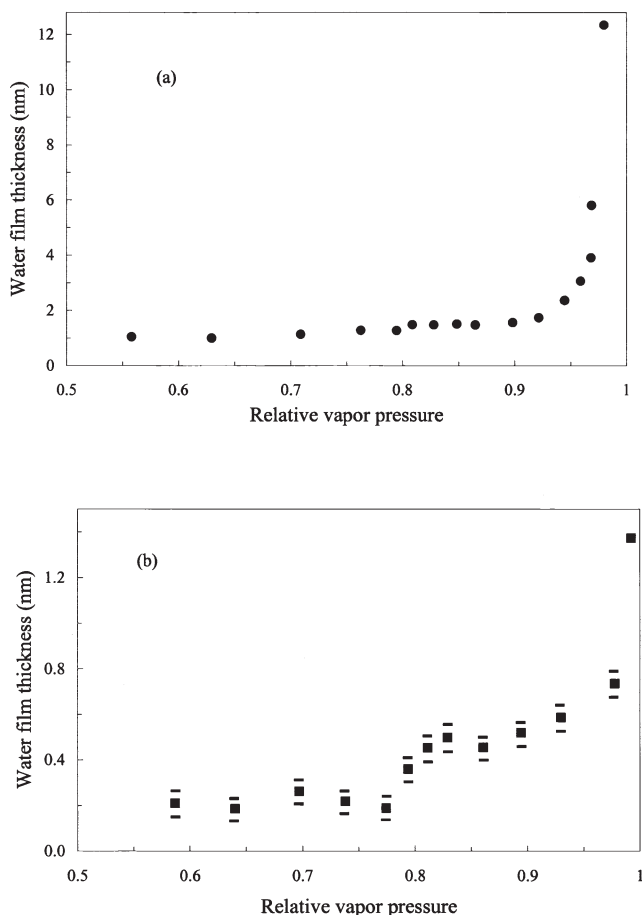 12
10
8
6
4
2
0
(a)
Water film thickness (nm)
0.5 0.6 0.7 0.8 0.9 1
Relative vapor pressure
1.2
0.8
0.4
0.0
(b)
Water film thickness (nm)
0.5 0.6 0.7 0.8 0.9 1
Relative vapor pressure